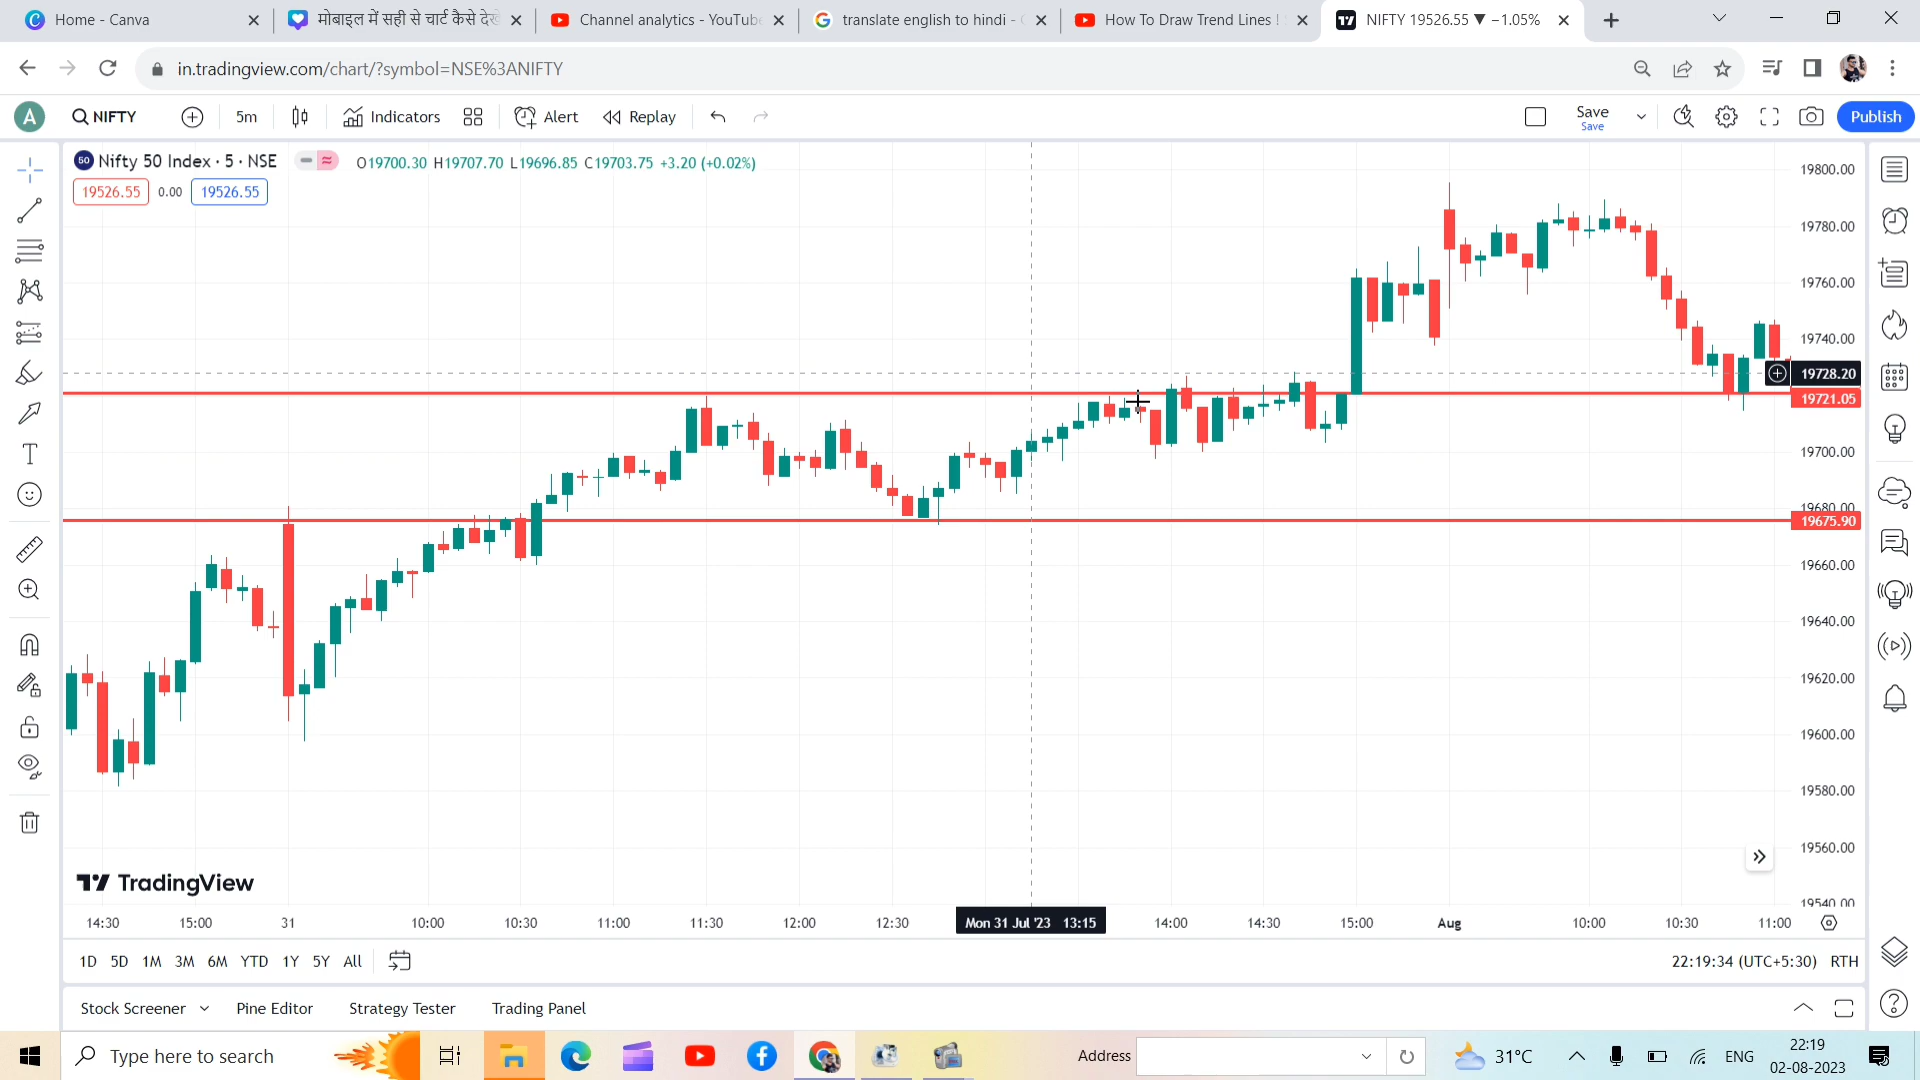 Home - Canva
मोबाइल में सही से चार्ट कैसे देखे
Channel analytics - YouTube
translate english to hindi -
How To Draw Trend Lines !
NIFTY 19526.55 ▼ −1.05%
in.tradingview.com/chart/?symbol=NSE%3ANIFTY
A
NIFTY
5m
Indicators
Alert
Replay
Save
Save
Publish
50 Nifty 50 Index · 5 · NSE
O19700.30 H19707.70 L19696.85 C19703.75 +3.20 (+0.02%)
19526.55 0.00 19526.55
19800.00
19780.00
19760.00
19740.00
19728.20
19721.05
19700.00
19680.00
19675.90
19660.00
19640.00
19620.00
19600.00
19580.00
19560.00
19540.00
TradingView
14:30 15:00 31 10:00 10:30 11:00 11:30 12:00 12:30 Mon 31 Jul '23 13:15 14:00 14:30 15:00 Aug 10:00 10:30 11:00
1D 5D 1M 3M 6M YTD 1Y 5Y All
22:19:34 (UTC+5:30) RTH
Stock Screener Pine Editor Strategy Tester Trading Panel
Type here to search
Address
31°C
ENG
22:19
02-08-2023